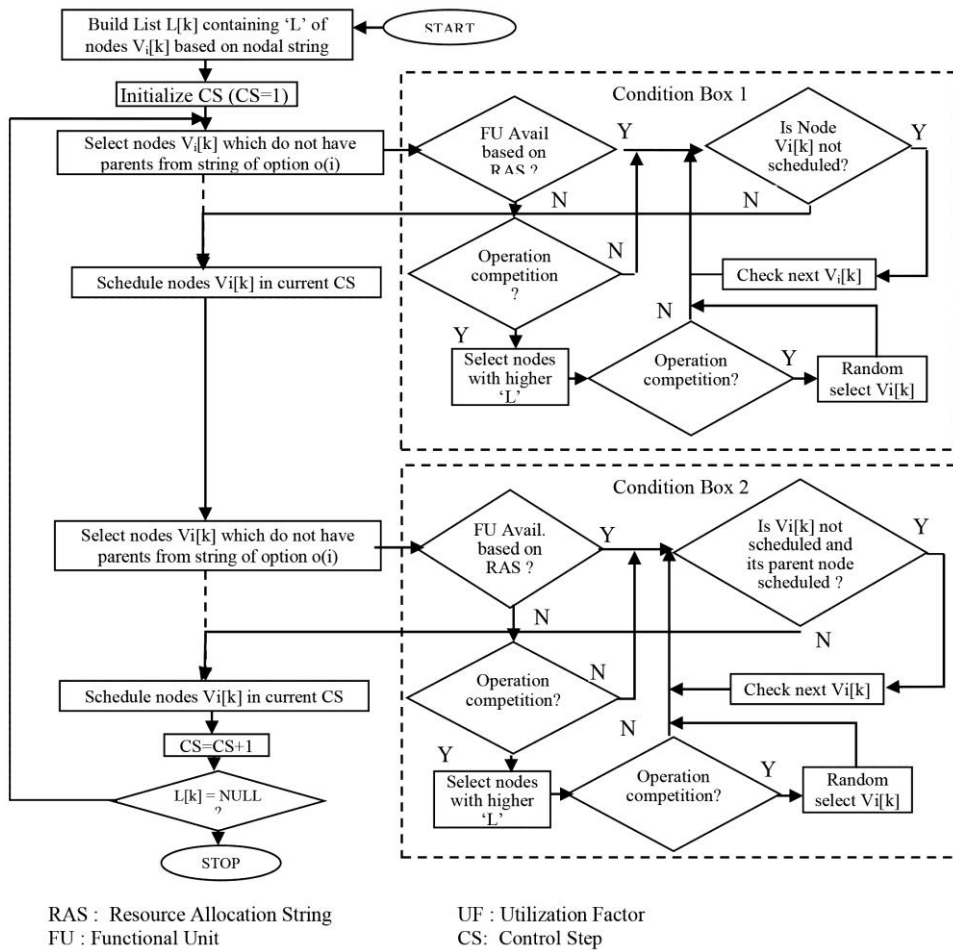 Build List L[k] containing ‘L’ of
nodes Vi[k] based on nodal string
START
Initialize CS (CS=1)
Select nodes Vi[k] which do not have
parents from string of option o(i)
Schedule nodes Vi[k] in current CS
Condition Box 1
FU Avail
based on
RAS ?
Y
Is Node
Vi[k] not
scheduled?
Y
N
N
Operation
competition
?
N
Check next Vi[k]
Y
N
Select nodes
with higher
‘L’
Operation
competition?
Y
Random
select Vi[k]
Select nodes Vi[k] which do not have
parents from string of option o(i)
Schedule nodes Vi[k] in current CS
CS=CS+1
L[k] = NULL
?
STOP
Condition Box 2
FU Avail.
based on
RAS ?
Y
Is Vi[k] not
scheduled and
its parent node
scheduled ?
Y
N
N
Operation
competition?
N
Check next Vi[k]
Y
N
Select nodes
with higher
‘L’
Operation
competition?
Y
Random
select Vi[k]
RAS : Resource Allocation String
UF : Utilization Factor
FU : Functional Unit
CS: Control Step